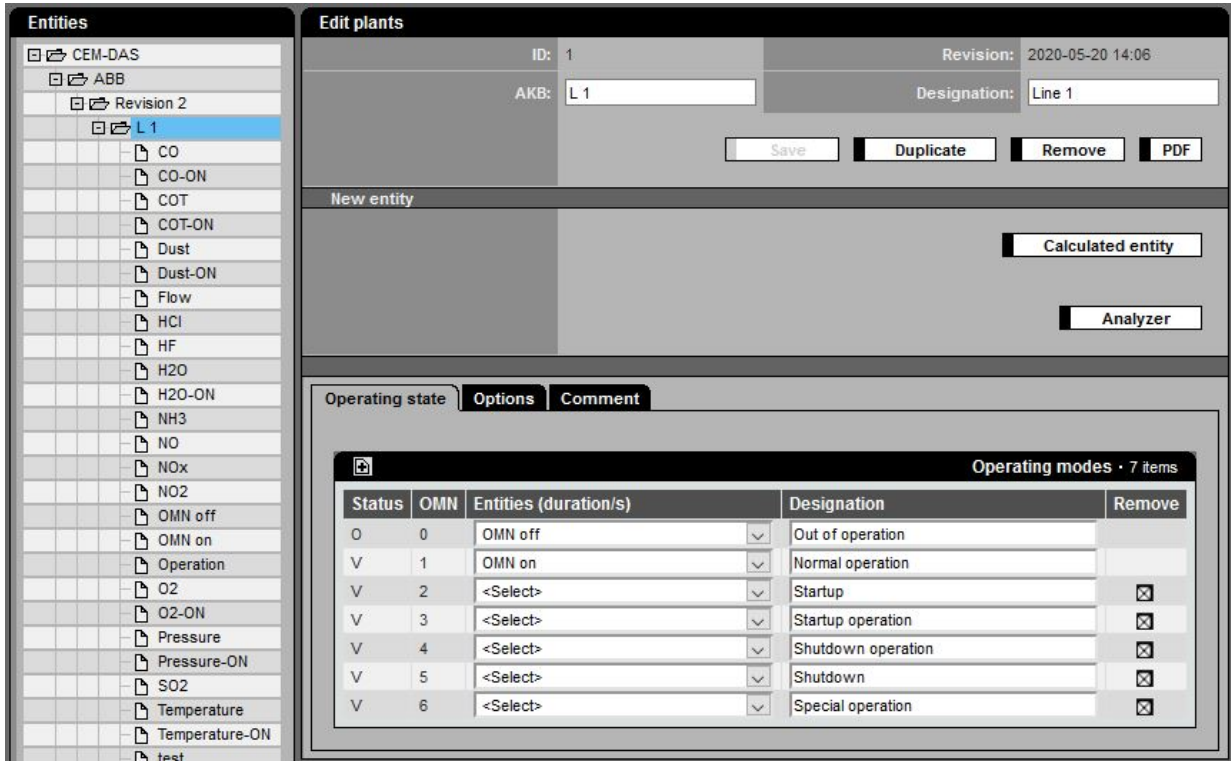 Entities
CEM-DAS
ABB
Revision 2
L 1
CO
CO-ON
COT
COT-ON
Dust
Dust-ON
Flow
HCl
HF
H2O
H2O-ON
NH3
NO
NOx
NO2
OMN off
OMN on
Operation
O2
O2-ON
Pressure
Pressure-ON
SO2
Temperature
Temperature-ON
test
Edit plants
ID: 1 Revision: 2020-05-20 14:06
AKB: L 1 Designation: Line 1
Save Duplicate Remove PDF
New entity
Calculated entity
Analyzer
Operating state Options Comment
Operating modes · 7 items
Status OMN Entities (duration/s) Designation Remove
O 0 OMN off Out of operation
V 1 OMN on Normal operation
V 2 <Select> Startup
V 3 <Select> Startup operation
V 4 <Select> Shutdown operation
V 5 <Select> Shutdown
V 6 <Select> Special operation